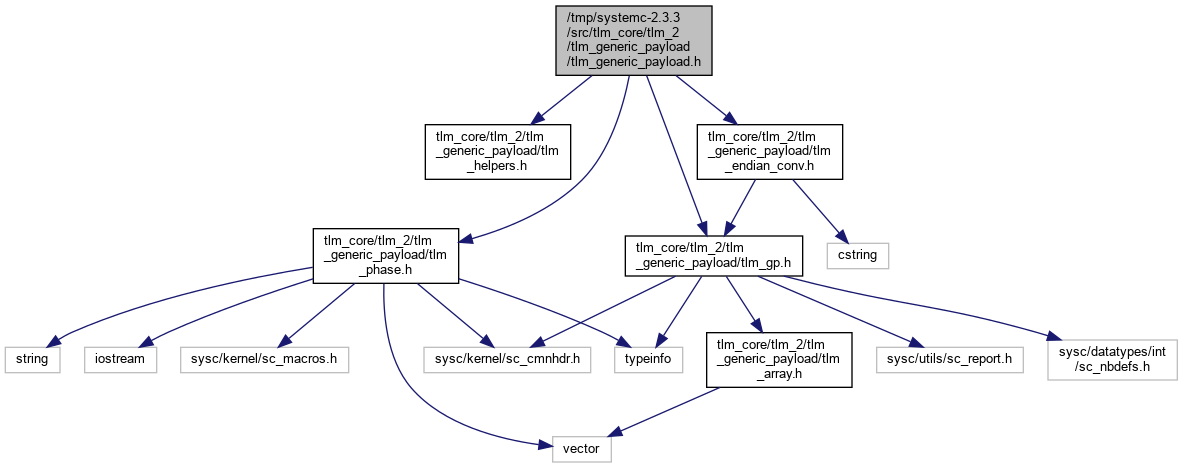 /tmp/systemc-2.3.3
/src/tlm_core/tlm_2
/tlm_generic_payload
/tlm_generic_payload.h
tlm_core/tlm_2/tlm
_generic_payload/tlm
_helpers.h
tlm_core/tlm_2/tlm
_generic_payload/tlm
_endian_conv.h
tlm_core/tlm_2/tlm
_generic_payload/tlm
_phase.h
tlm_core/tlm_2/tlm
_generic_payload/tlm_gp.h
cstring
string
iostream
sysc/kernel/sc_macros.h
sysc/kernel/sc_cmnhdr.h
typeinfo
tlm_core/tlm_2/tlm
_generic_payload/tlm
_array.h
sysc/utils/sc_report.h
sysc/datatypes/int
/sc_nbdefs.h
vector